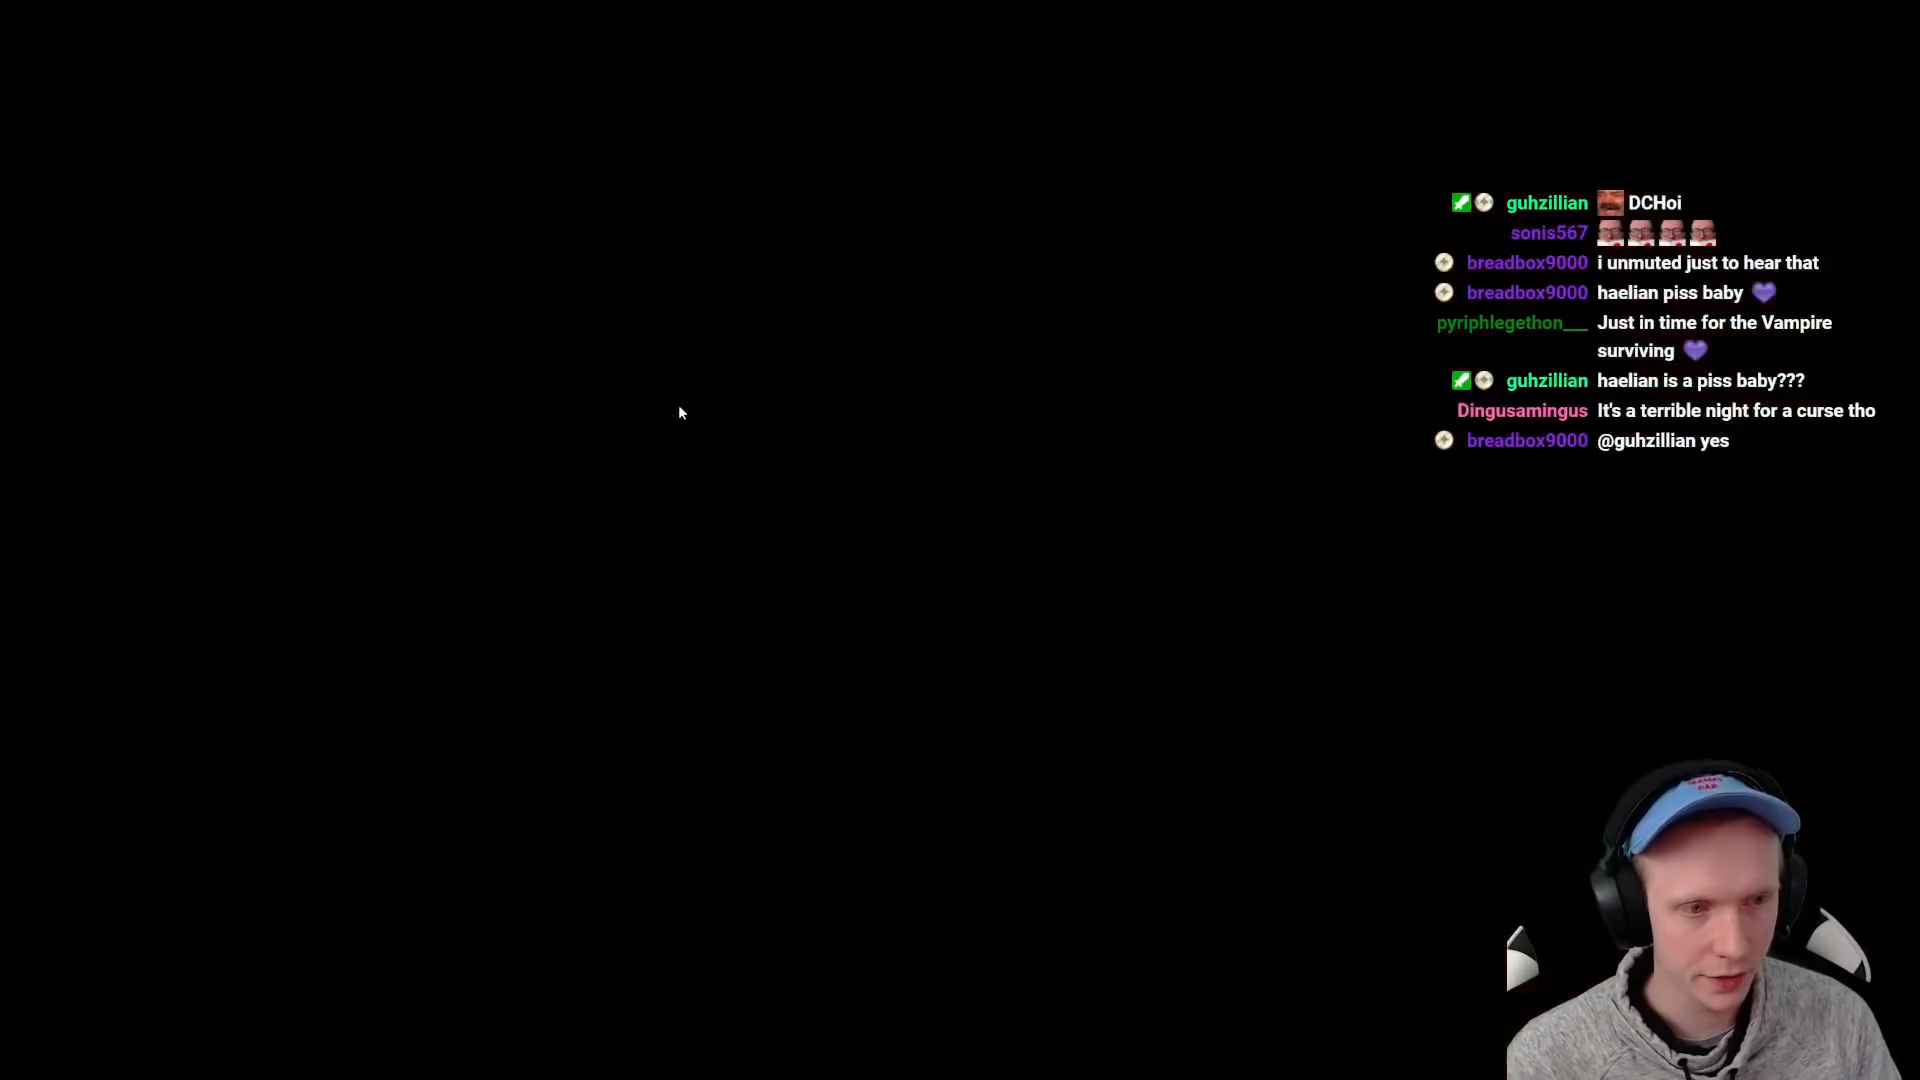 guhzillian DCHoi
sonis567
breadbox9000 i unmuted just to hear that
breadbox9000 haelian piss baby
pyriphlegethon___ Just in time for the Vampire
surviving
guhzillian haelian is a piss baby???
Dingusamingus It's a terrible night for a curse tho
breadbox9000 @guhzillian yes